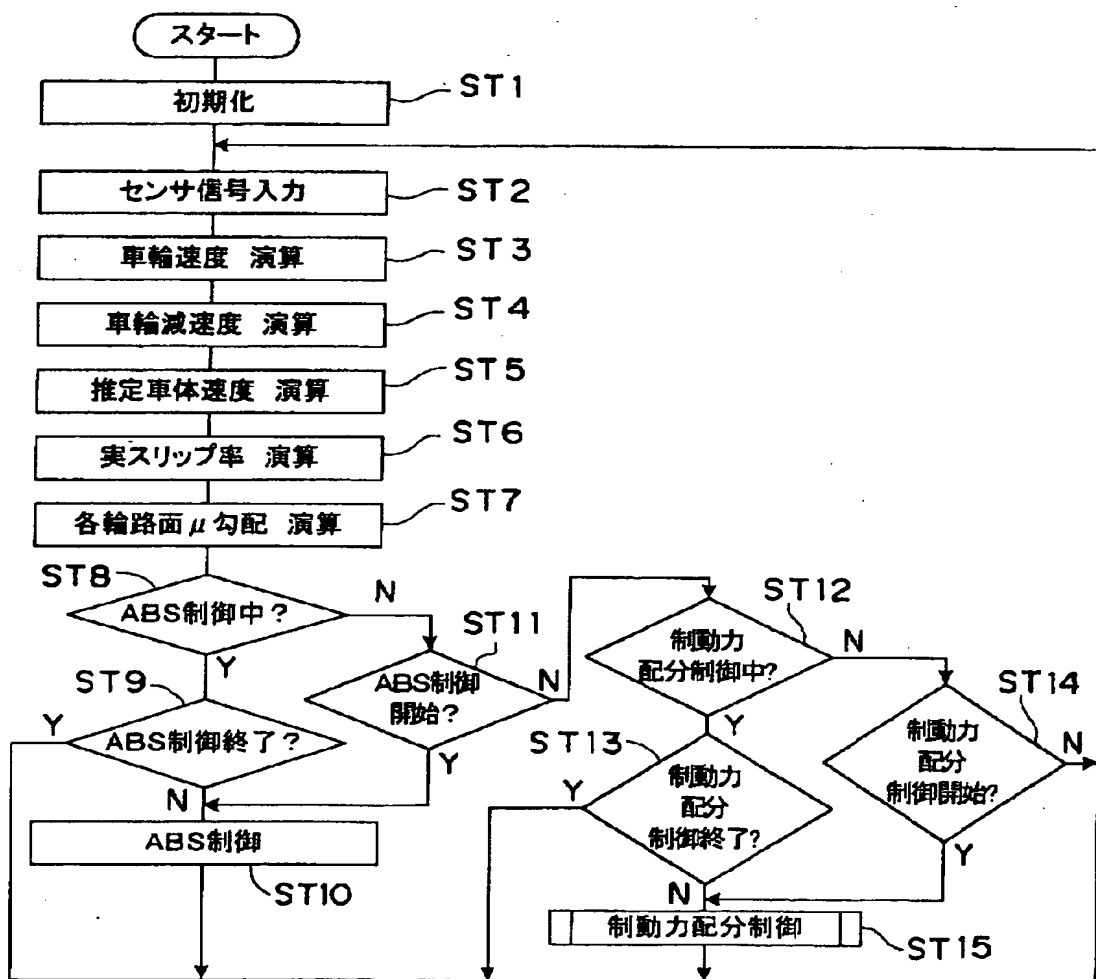 スタート
初期化
ST1
センサ信号入力
ST2
車輪速度 演算
ST3
車輪減速度 演算
ST4
推定車体速度 演算
ST5
実スリップ率 演算
ST6
各輪路面μ勾配 演算
ST7
ST8
ABS制御中?
N
Y
ST9
ABS制御終了?
Y
N
ABS制御
ST10
ST11
ABS制御
開始?
N
Y
ST12
制動力
配分制御中?
N
Y
ST13
制動力
配分
制御終了?
Y
N
ST14
制動力
配分
制御開始?
N
Y
制動力配分制御
ST15